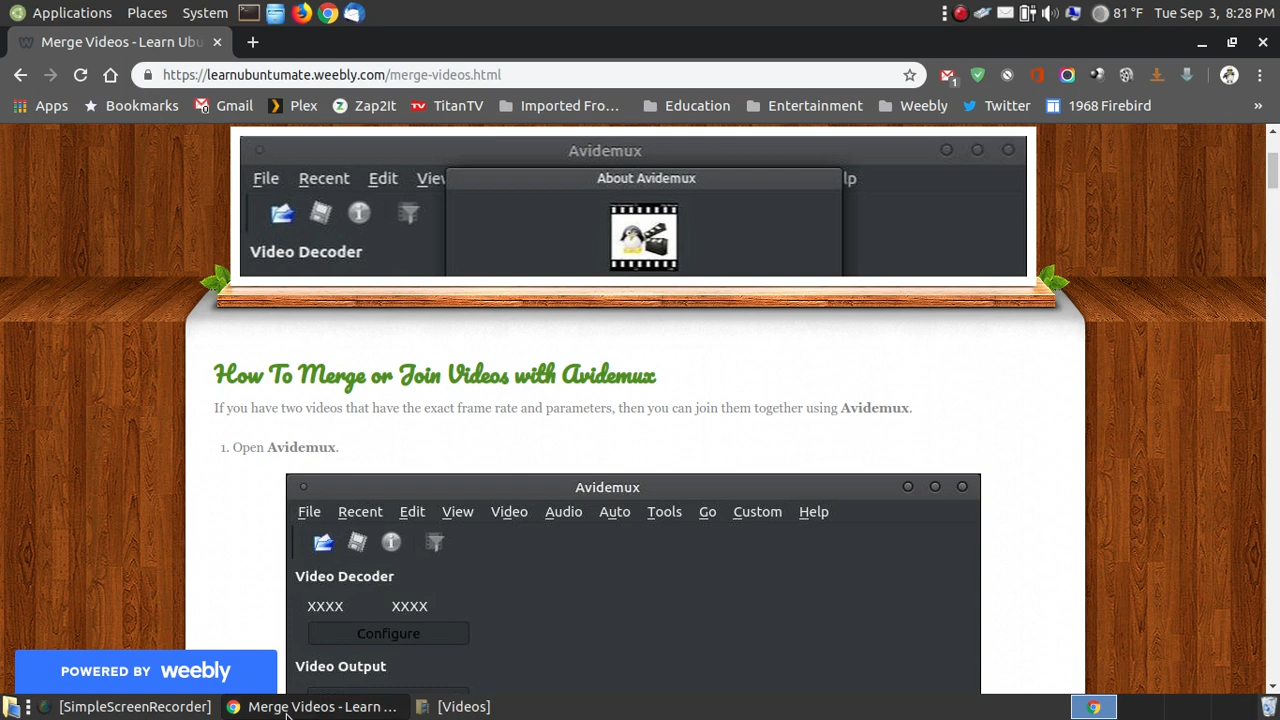 Applications Places System 81 °F Tue Sep 3, 8:28 PM
Merge Videos - Learn Ubu
https://learnubuntumate.weebly.com/merge-videos.html
1
Apps Bookmarks Gmail Plex Zap2It TitanTV Imported Fro... Education Entertainment Weebly Twitter 1968 Firebird »
Avidemux
File Recent Edit View lp
About Avidemux
Video Decoder
How To Merge or Join Videos with Avidemux
If you have two videos that have the exact frame rate and parameters, then you can join them together using Avidemux.
1. Open Avidemux.
Avidemux
File Recent Edit View Video Audio Auto Tools Go Custom Help
Video Decoder
XXXX XXXX
Configure
Video Output
POWERED BY weebly
[SimpleScreenRecorder] Merge Videos - Learn ... [Videos]